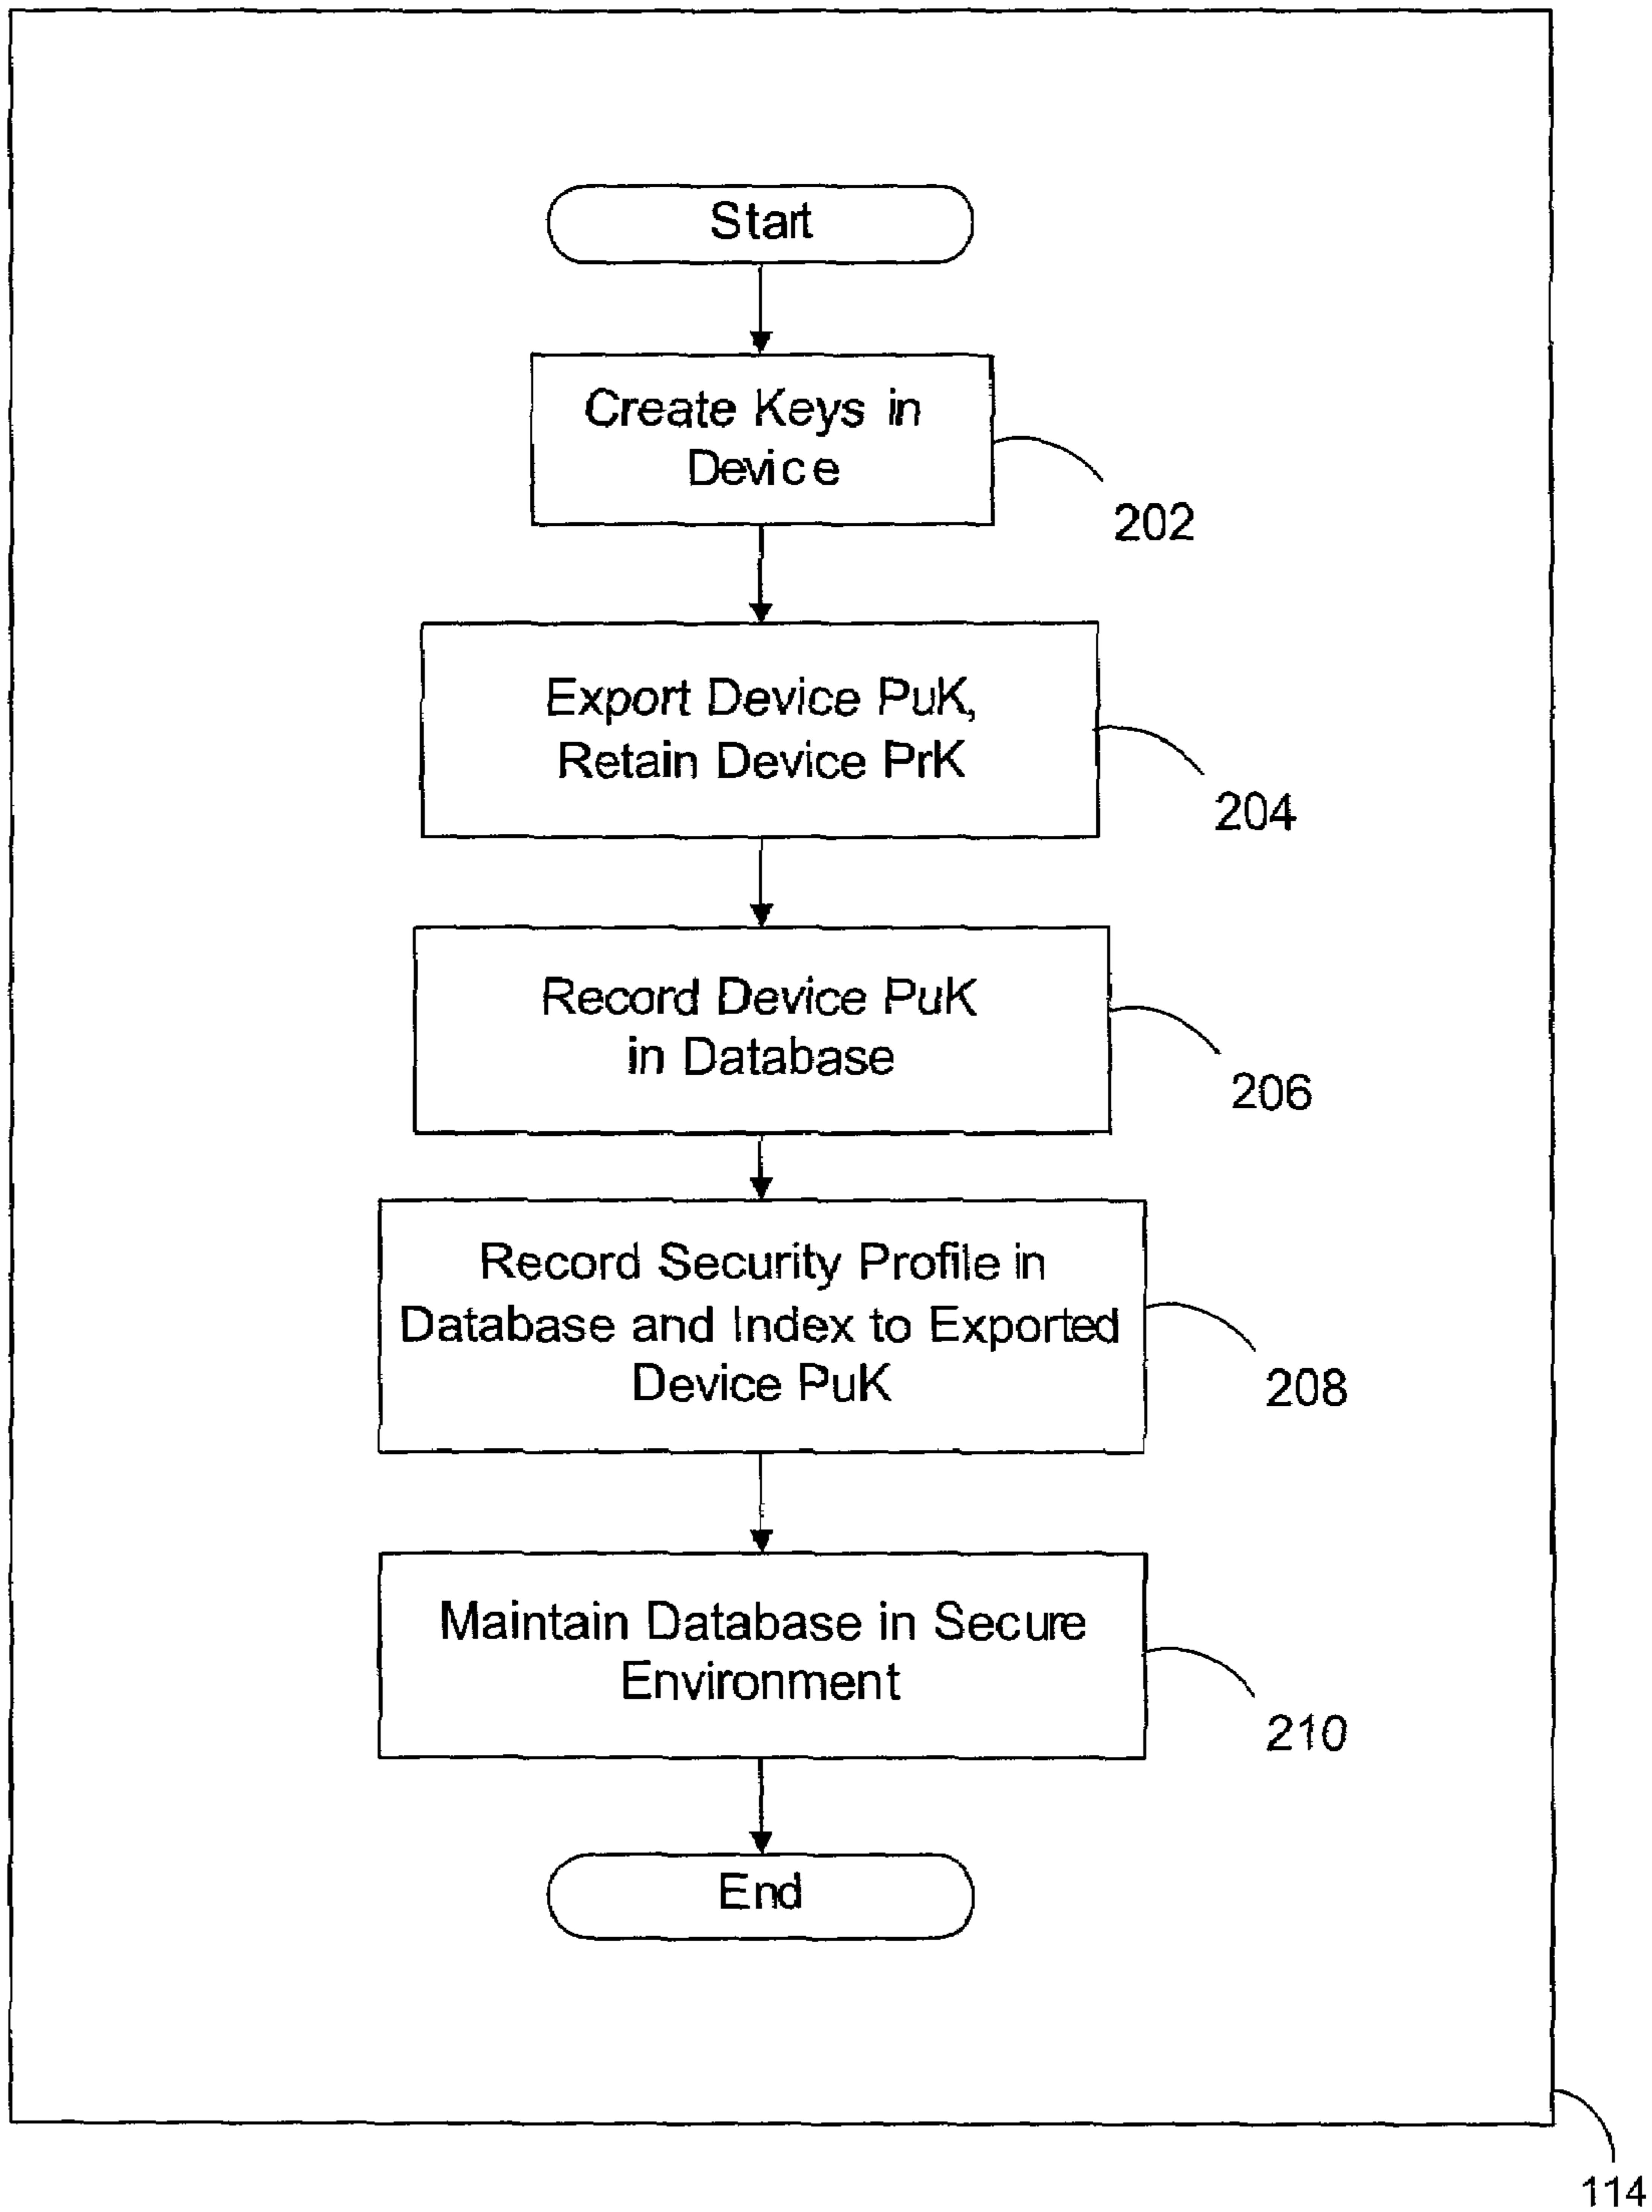 Start
Create Keys in
Device
202
Export Device PuK,
Retain Device PrK
204
Record Device PuK
in Database
206
Record Security Profile in
Database and Index to Exported
Device PuK
208
Maintain Database in Secure
Environment
210
End
114